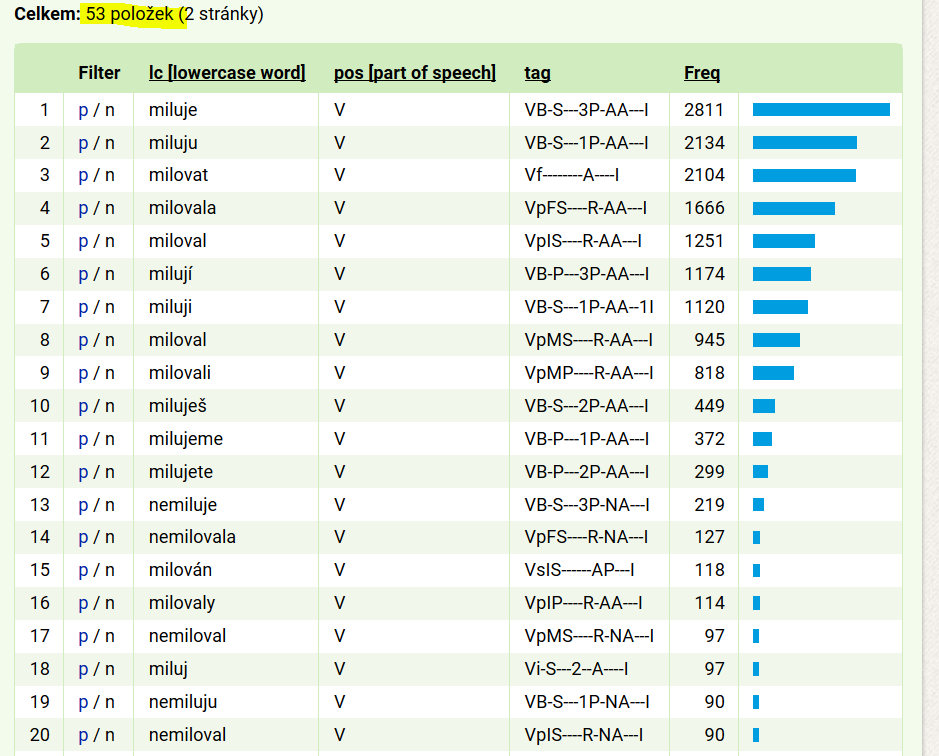 Celkem: 53 položek (2 stránky)
Filter lc [lowercase word] pos [part of speech] tag Freq
1 p / n miluje V VB-S---3P-AA---I 2811
2 p / n miluju V VB-S---1P-AA---I 2134
3 p / n milovat V Vf--------A----I 2104
4 p / n milovala V VpFS----R-AA---I 1666
5 p / n miloval V VpIS----R-AA---I 1251
6 p / n milují V VB-P---3P-AA---I 1174
7 p / n miluji V VB-S---1P-AA--1I 1120
8 p / n miloval V VpMS----R-AA---I 945
9 p / n milovali V VpMP----R-AA---I 818
10 p / n miluješ V VB-S---2P-AA---I 449
11 p / n milujeme V VB-P---1P-AA---I 372
12 p / n milujete V VB-P---2P-AA---I 299
13 p / n nemiluje V VB-S---3P-NA---I 219
14 p / n nemilovala V VpFS----R-NA---I 127
15 p / n milován V VsIS------AP---I 118
16 p / n milovaly V VpIP----R-AA---I 114
17 p / n nemiloval V VpMS----R-NA---I 97
18 p / n miluj V Vi-S---2--A----I 97
19 p / n nemiluju V VB-S---1P-NA---I 90
20 p / n nemiloval V VpIS----R-NA---I 90